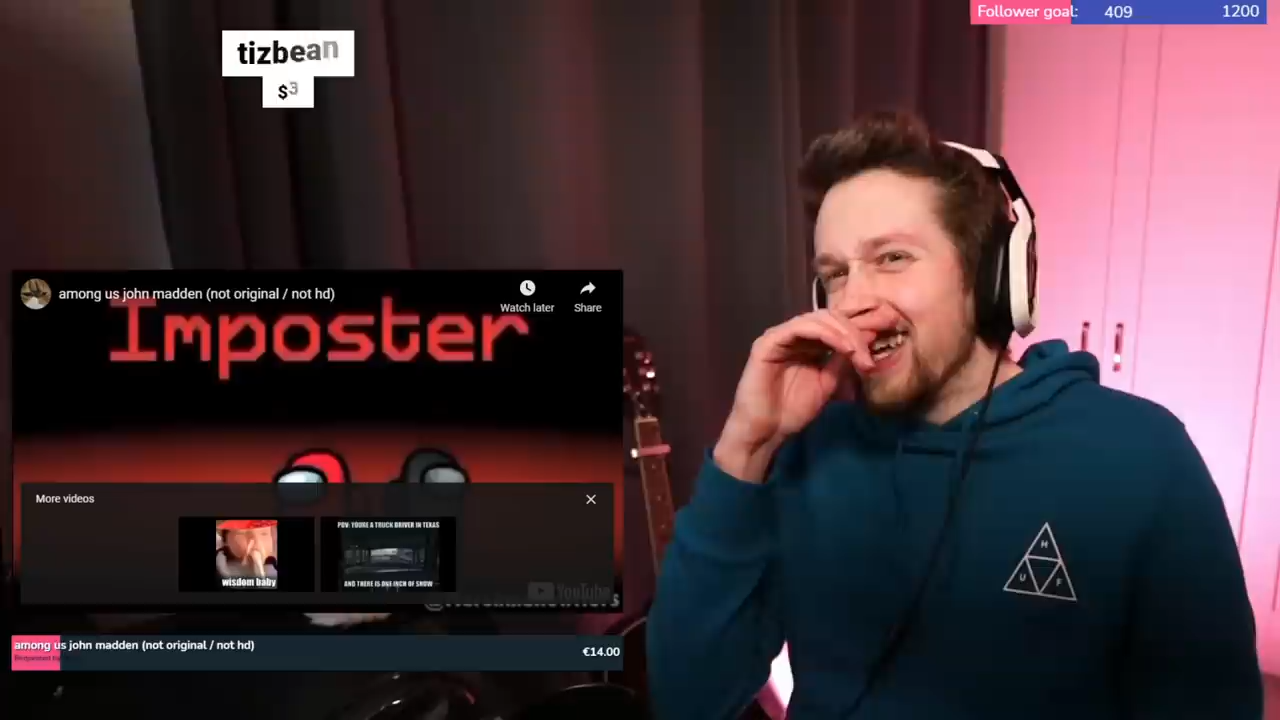 Follower goal:
409
1200
tizbean
$3
among us john madden (not original / not hd)
Watch later
Share
Imposter
More videos
POV: YOURE A TRUCK DRIVER IN TEXAS
wisdom baby
AND THERE IS ONE INCH OF SNOW
YouTube
among us john madden (not original / not hd)
€14.00
H
U F